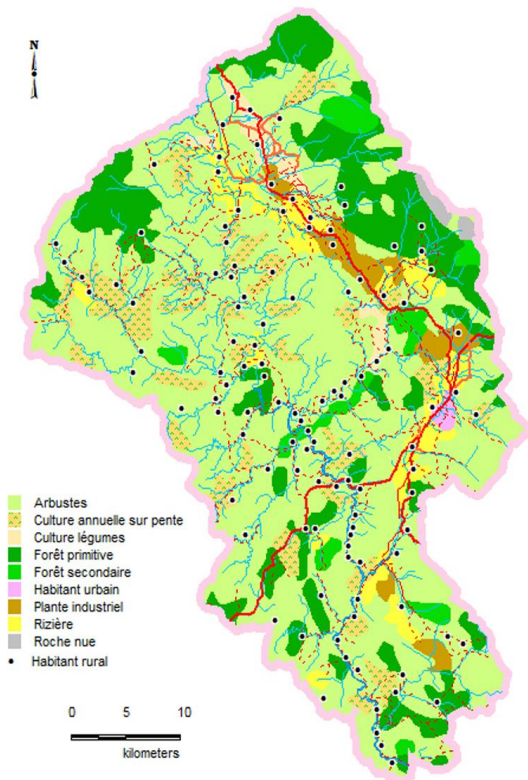 N
Arbustes
Culture annuelle sur pente
Culture légumes
Forêt primitive
Forêt secondaire
Habitant urbain
Plante industriel
Rizière
Roche nue
Habitant rural
0 5 10
kilometers